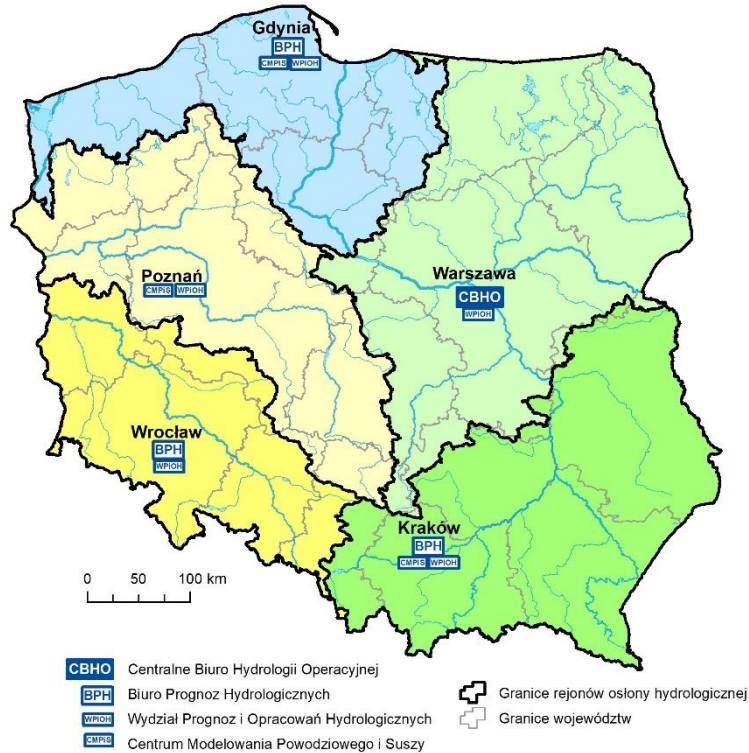 Gdynia
BPH
CMPiS WPiOH
Poznań
CMPiS WPiOH
Warszawa
CBHO
WPiOH
Wrocław
BPH
WPiOH
Kraków
BPH
CMPiS WPiOH
0 50 100 km
CBHO Centralne Biuro Hydrologii Operacyjnej
BPH Biuro Prognoz Hydrologicznych
WPiOH Wydział Prognoz i Opracowań Hydrologicznych
CMPiS Centrum Modelowania Powodziowego i Suszy
Granice rejonów osłony hydrologicznej
Granice województw